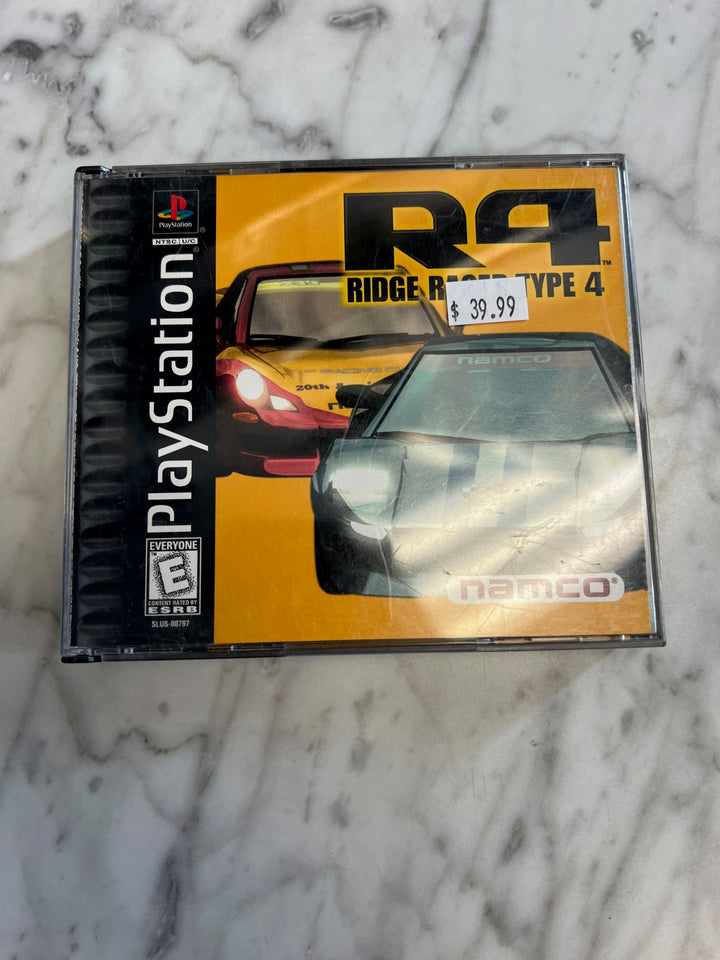 PlayStation
NTSC U/C
PlayStation
R4
RIDGE RACER TYPE 4
$ 39.99
namco
RACING
20th
EVERYONE
E
CONTENT RATED BY
ESRB
SLUS-00797
namco